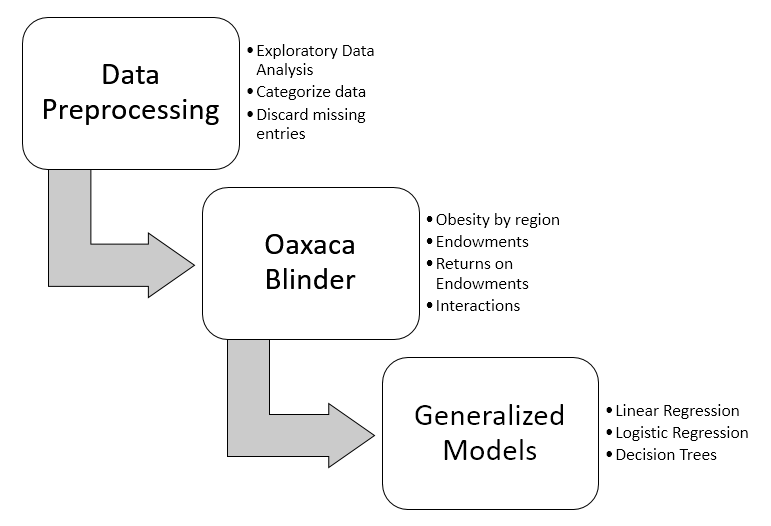 Data
Preprocessing
• Exploratory Data
Analysis
• Categorize data
• Discard missing
entries
Oaxaca
Blinder
• Obesity by region
• Endowments
• Returns on
Endowments
• Interactions
Generalized
Models
• Linear Regression
• Logistic Regression
• Decision Trees